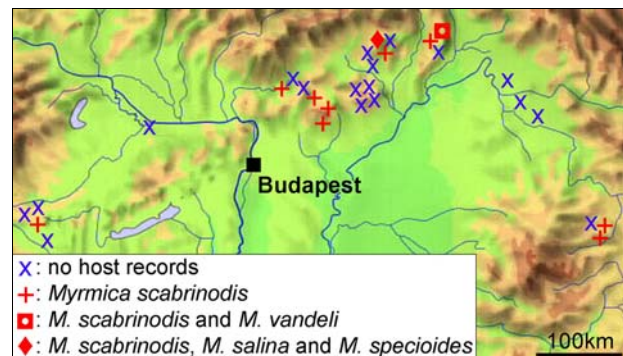 Budapest
X: no host records
+: Myrmica scabrinodis
: M. scabrinodis and M. vandeli
♦: M. scabrinodis, M. salina and M. specioides
100km